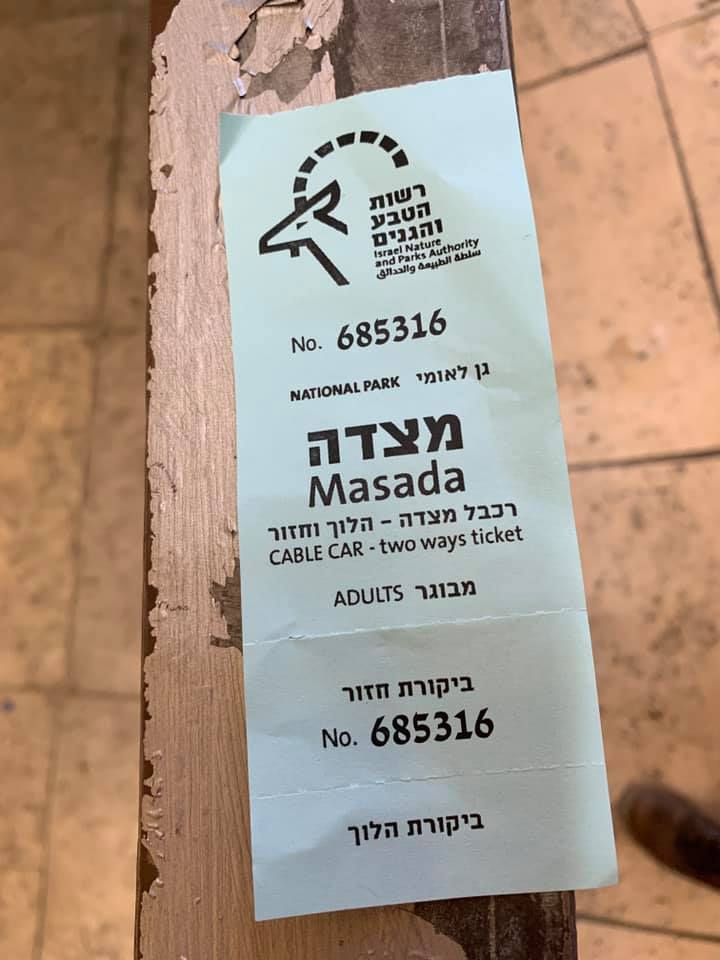 רשות
הטבע
והגנים
Israel Nature
and Parks Authority
سلطة الطبيعة والحدائق
No. 685316
NATIONAL PARK גן לאומי
מצדה
Masada
רכבל מצדה - הלוך וחזור
CABLE CAR - two ways ticket
ADULTS מבוגר
ביקורת חזור
No. 685316
ביקורת הלוך